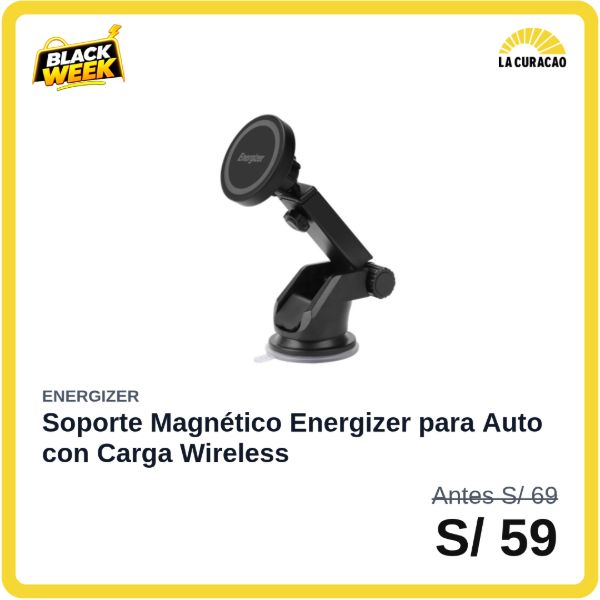 BLACK
WEEK
LA CURACAO
Energizer
ENERGIZER
Soporte Magnético Energizer para Auto
con Carga Wireless
Antes S/ 69
S/ 59